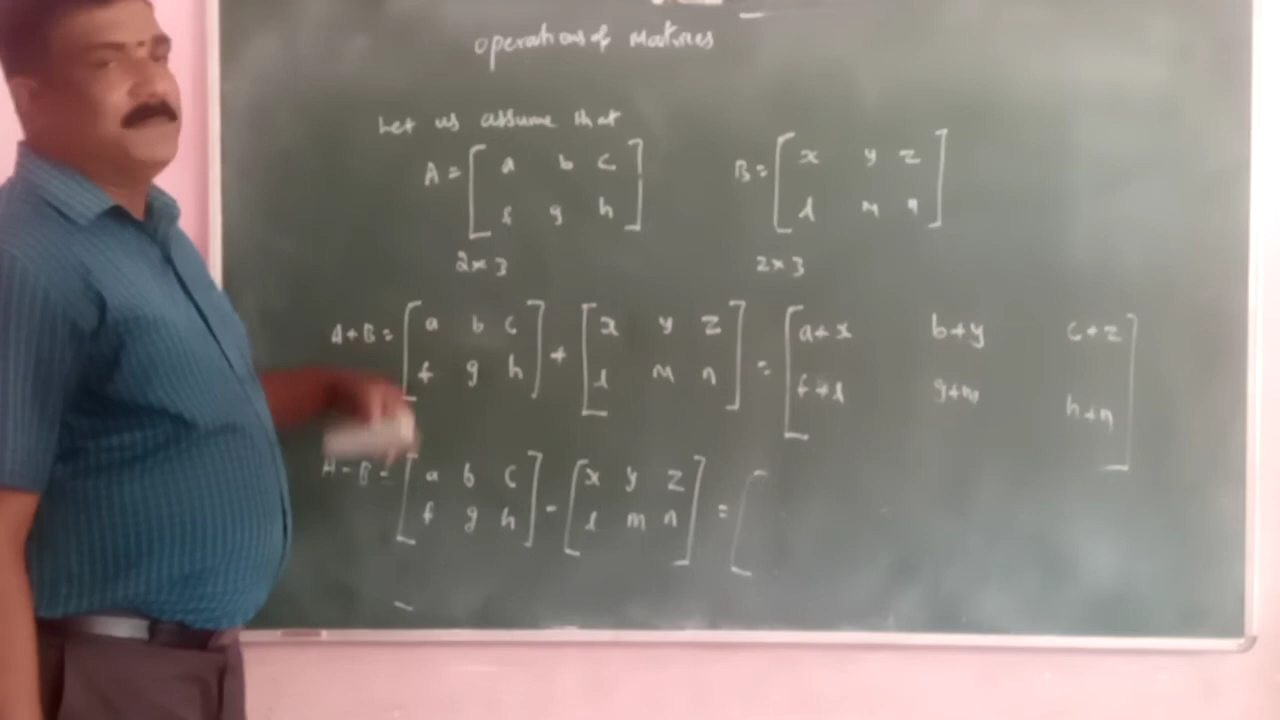 Operations of Matrices
Let us assume that
A = [ a b c
f g h ]
B = [ x y z
l m n ]
2 x 3
2 x 3
A + B = [ a b c
f g h ] + [ x y z
l m n ] = [ a+x b+y c+z
f+l g+m h+n ]
A - B = [ a b c
f g h ] - [ x y z
l m n ] = [